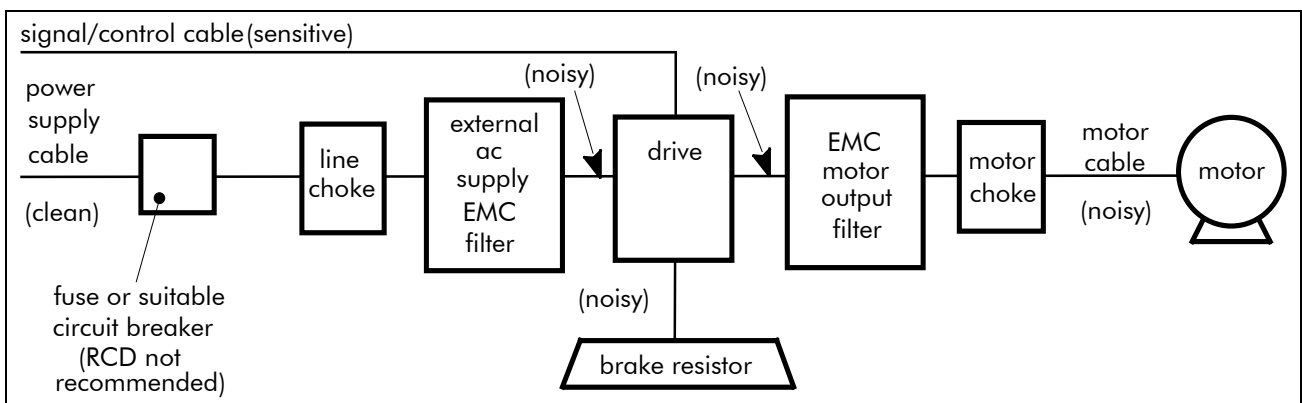 signal/control cable (sensitive)
power
supply
cable
(clean)
fuse or suitable
circuit breaker
(RCD not
recommended)
line
choke
external
ac
supply
EMC
filter
(noisy)
drive
(noisy)
brake resistor
(noisy)
EMC
motor
output
filter
motor
choke
motor
cable
(noisy)
motor